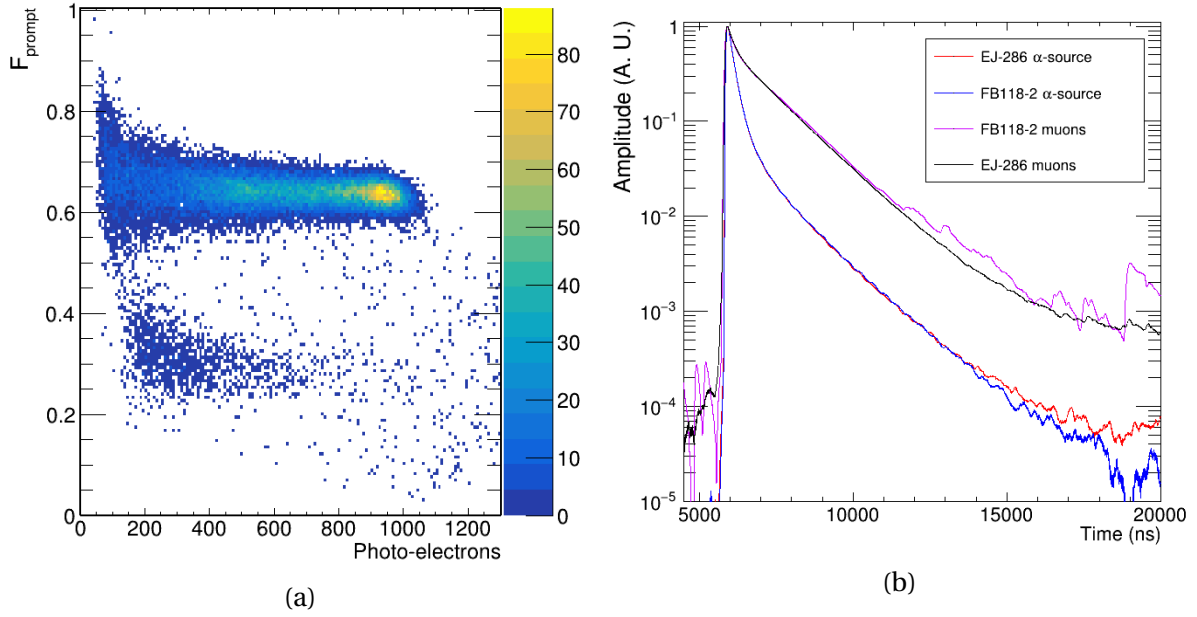 F_prompt
1
0.8
0.6
0.4
0.2
0
0 200 400 600 800 1000 1200
Photo-electrons
80
70
60
50
40
30
20
10
0
(a)
Amplitude (A. U.)
1
10⁻¹
10⁻²
10⁻³
10⁻⁴
10⁻⁵
EJ-286 α-source
FB118-2 α-source
FB118-2 muons
EJ-286 muons
5000 10000 15000 20000
Time (ns)
(b)